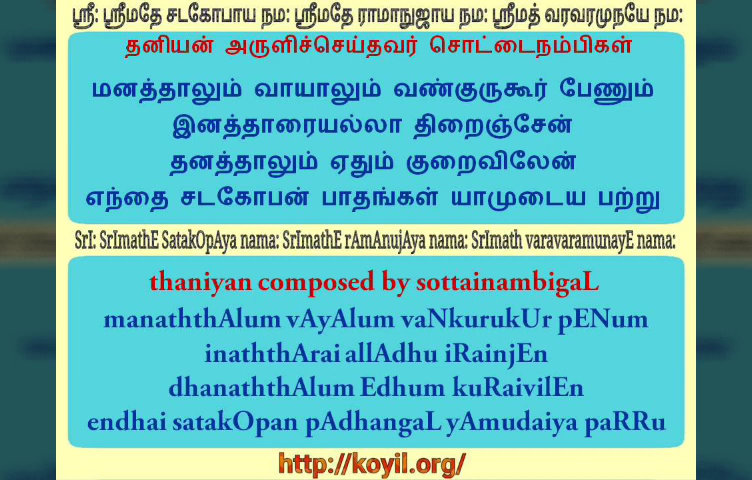 ஸ்ரீ: ஸ்ரீமதே சடகோபாய நம: ஸ்ரீமதே ராமாநுஜாய நம: ஸ்ரீமத் வரவரமுநயே நம:
தனியன் அருளிச்செய்தவர் சொட்டைநம்பிகள்
மனத்தாலும் வாயாலும் வண்குருகூர் பேணும்
இனத்தாரையல்லா திறைஞ்சேன்
தனத்தாலும் ஏதும் குறைவிலேன்
எந்தை சடகோபன் பாதங்கள் யாமுடைய பற்று
SrI: SrImathE SatakOpAya nama: SrImathE rAmAnujAya nama: SrImath varavaramunayE nama:
thaniyan composed by sottainambigaL
manaththAlum vAyAlum vaNkurukUr pENum
inaththArai allAdhu iRainjEn
dhanaththAlum Edhum kuRaivilEn
endhai satakOpan pAdhangaL yAmudaiya paRRu
http://koyil.org/